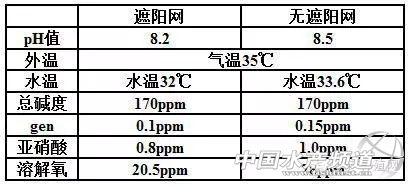 遮阳网 无遮阳网
pH值 8.2 8.5
外温 气温35℃
水温 水温32℃ 水温33.6℃
总碱度 170ppm 170ppm
gen 0.1ppm 0.15ppm
亚硝酸 0.8ppm 1.0ppm
溶解氧 20.5ppm
中国水产频道